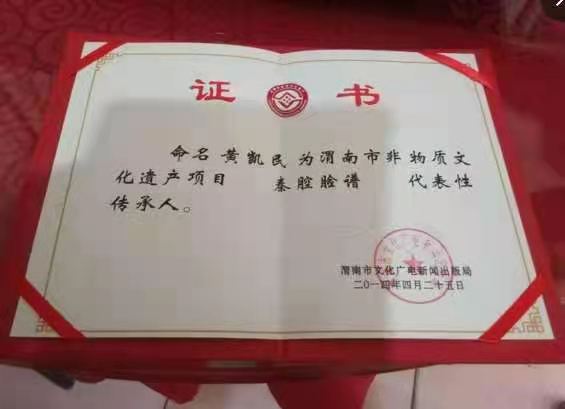 证 书
命名黄凯民为渭南市非物质文
化遗产项目 秦腔脸谱 代表性
传承人。
渭南市文化广电新闻出版局
二〇一四年四月二十五日